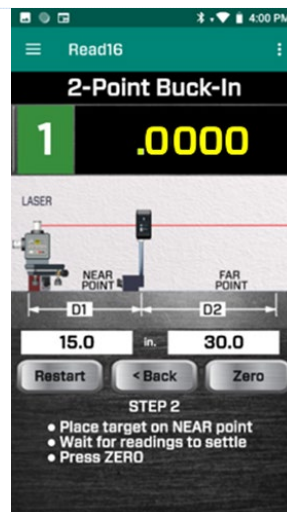 4:00 PM
Read16
2-Point Buck-In
1 .0000
LASER
NEAR POINT
FAR POINT
D1 D2
15.0 in. 30.0
Restart < Back Zero
STEP 2
• Place target on NEAR point
• Wait for readings to settle
• Press ZERO